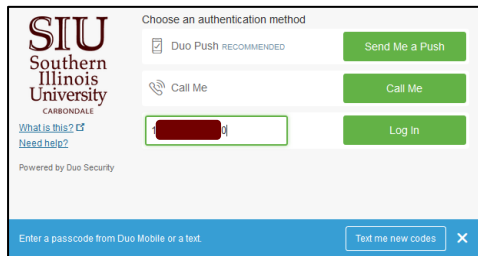 SIU
Southern
Illinois
University
CARBONDALE
What is this?
Need help?
Powered by Duo Security
Choose an authentication method
Duo Push RECOMMENDED
Send Me a Push
Call Me
Call Me
1 0
Log In
Enter a passcode from Duo Mobile or a text.
Text me new codes